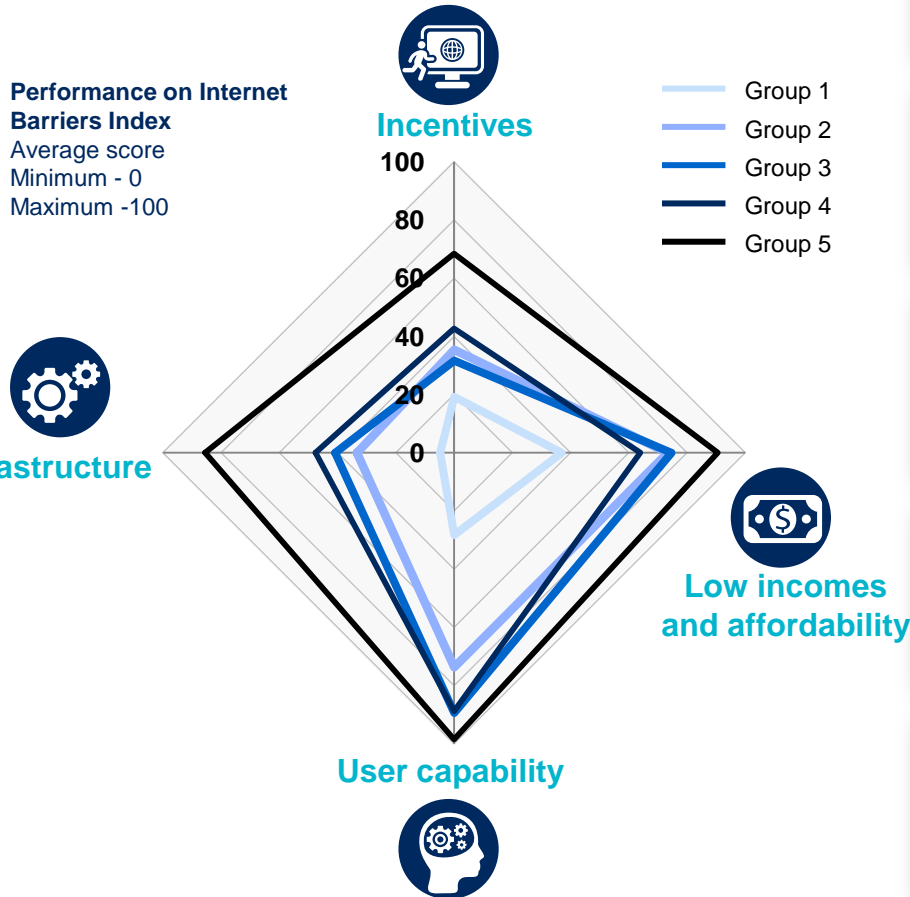 Performance on Internet
Barriers Index
Average score
Minimum - 0
Maximum -100
Incentives
Group 1
Group 2
Group 3
Group 4
Group 5
100
80
60
40
20
0
astructure
Low incomes
and affordability
User capability
$